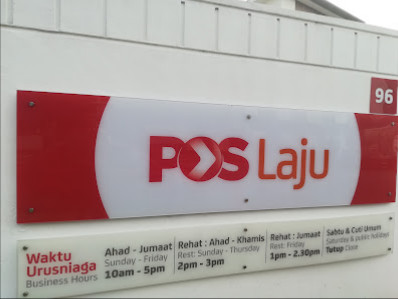 96
POS Laju
Waktu
Urusniaga
Business Hours
Ahad - Jumaat
Sunday - Friday
10am - 5pm
Rehat : Ahad - Khamis
Rest: Sunday - Thursday
2pm - 3pm
Rehat : Jumaat
Rest: Friday
1pm - 2.30pm
Sabtu & Cuti Umum
Saturday & public holidays
Tutup Close